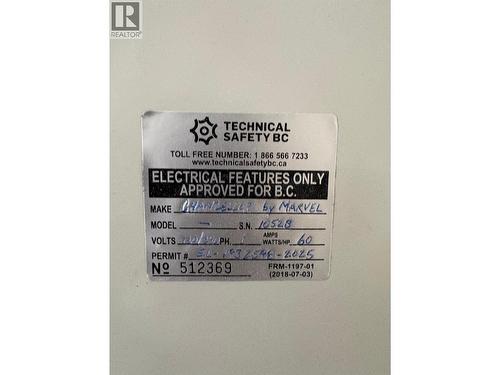 REALTOR®
TECHNICAL
SAFETY BC
TOLL FREE NUMBER: 1 866 566 7233
www.technicalsafetybc.ca
ELECTRICAL FEATURES ONLY
APPROVED FOR B.C.
MAKE by MARVEL
MODEL - S.N. 10528
VOLTS PH. AMPS WATTS/HP. 60
PERMIT # -2025
Nº 512369
FRM-1197-01
(2018-07-03)